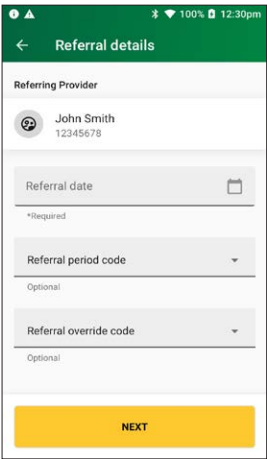 100% 12:30pm
Referral details
Referring Provider
John Smith
12345678
Referral date
*Required
Referral period code
Optional
Referral override code
Optional
NEXT